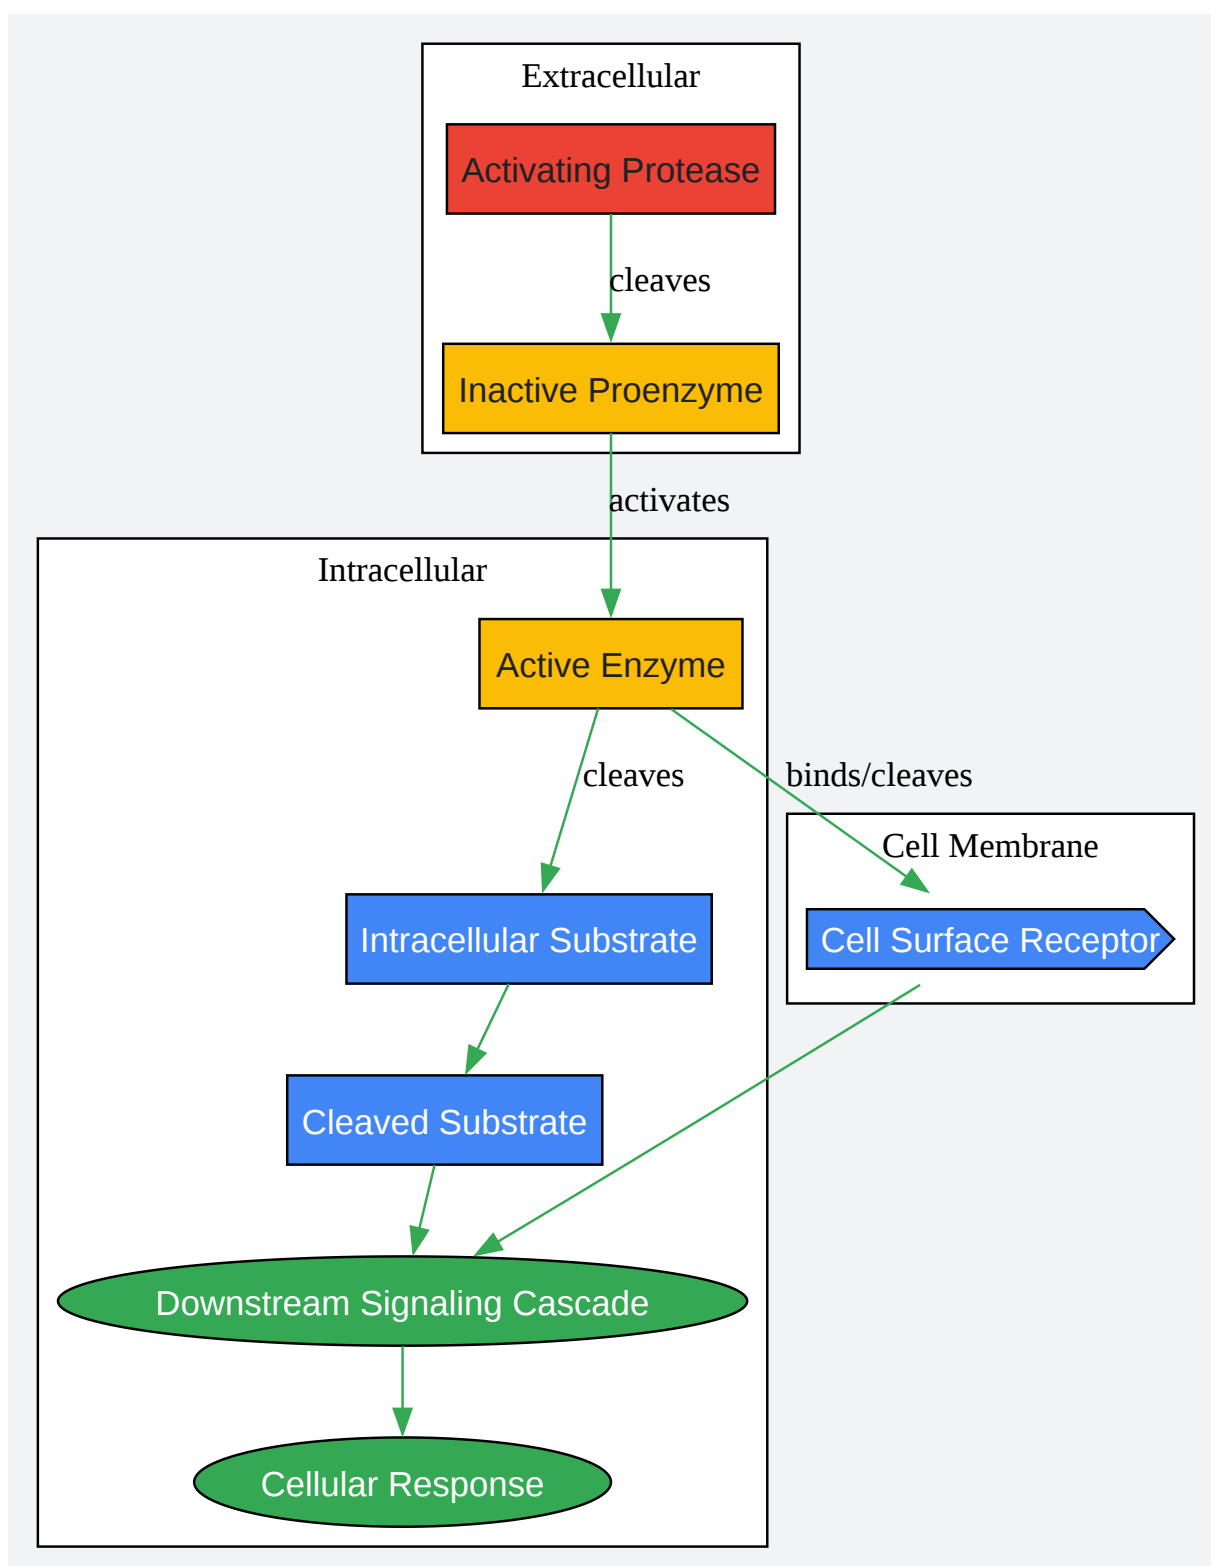 Extracellular
Activating Protease
cleaves
Inactive Proenzyme
activates
Intracellular
Active Enzyme
cleaves
binds/cleaves
Cell Membrane
Intracellular Substrate
Cell Surface Receptor
Cleaved Substrate
Downstream Signaling Cascade
Cellular Response